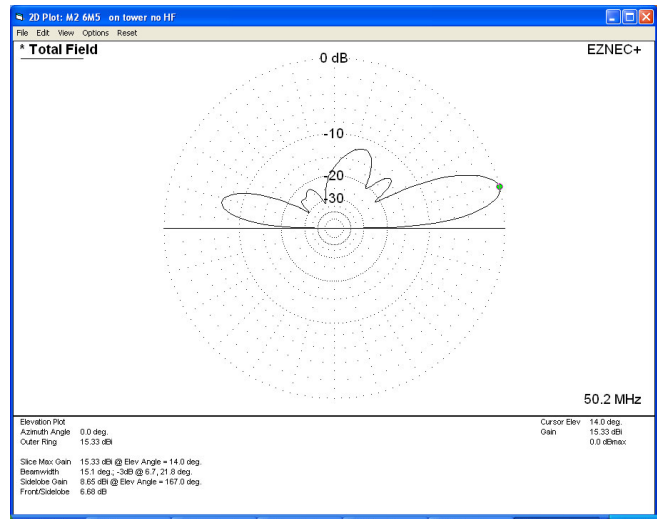 2D Plot: M2 6M5 on tower no HF
File Edit View Options Reset
* Total Field
EZNEC+
0 dB
-10
-20
-30
50.2 MHz
Elevation Plot
Azimuth Angle 0.0 deg.
Outer Ring 15.33 dBi
Slice Max Gain 15.33 dBi @ Elev Angle = 14.0 deg.
Beamwidth 15.1 deg.; -3dB @ 6.7, 21.8 deg.
Sidelobe Gain 8.65 dBi @ Elev Angle = 167.0 deg.
Front/Sidelobe 6.68 dB
Cursor Elev 14.0 deg.
Gain 15.33 dBi
0.0 dBmax